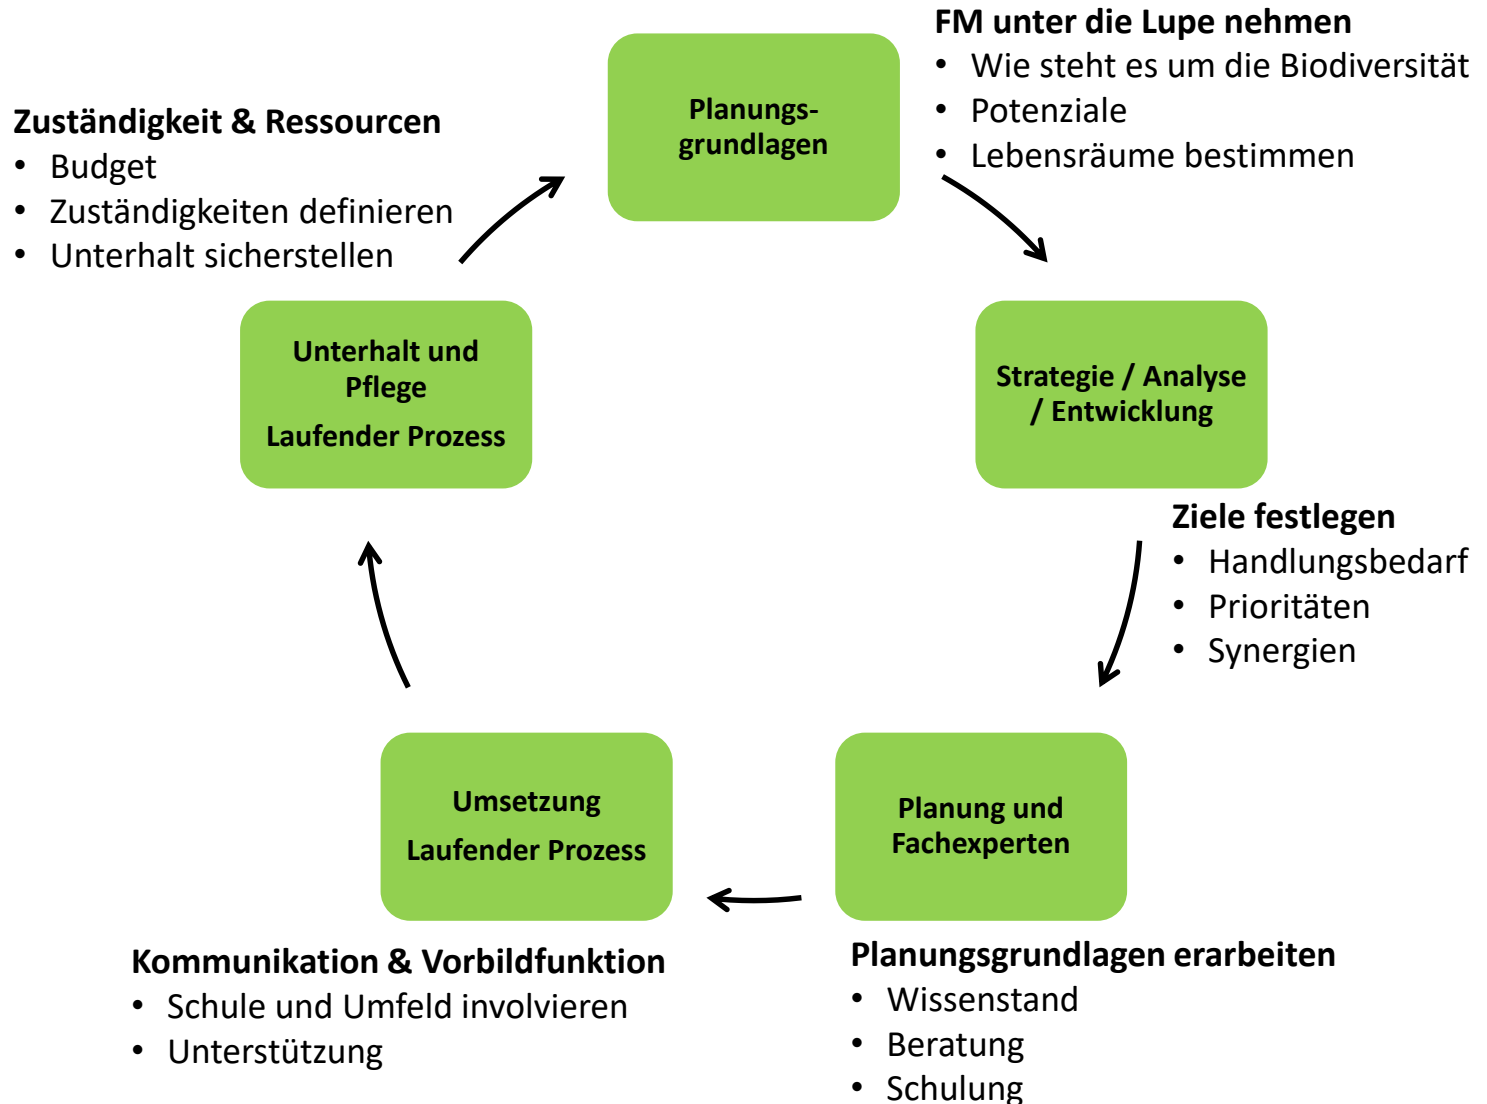 Planungs-
grundlagen
FM unter die Lupe nehmen
• Wie steht es um die Biodiversität
• Potenziale
• Lebensräume bestimmen
Strategie / Analyse
/ Entwicklung
Ziele festlegen
• Handlungsbedarf
• Prioritäten
• Synergien
Planung und
Fachexperten
Planungsgrundlagen erarbeiten
• Wissenstand
• Beratung
• Schulung
Umsetzung
Laufender Prozess
Kommunikation & Vorbildfunktion
• Schule und Umfeld involvieren
• Unterstützung
Unterhalt und
Pflege
Laufender Prozess
Zuständigkeit & Ressourcen
• Budget
• Zuständigkeiten definieren
• Unterhalt sicherstellen